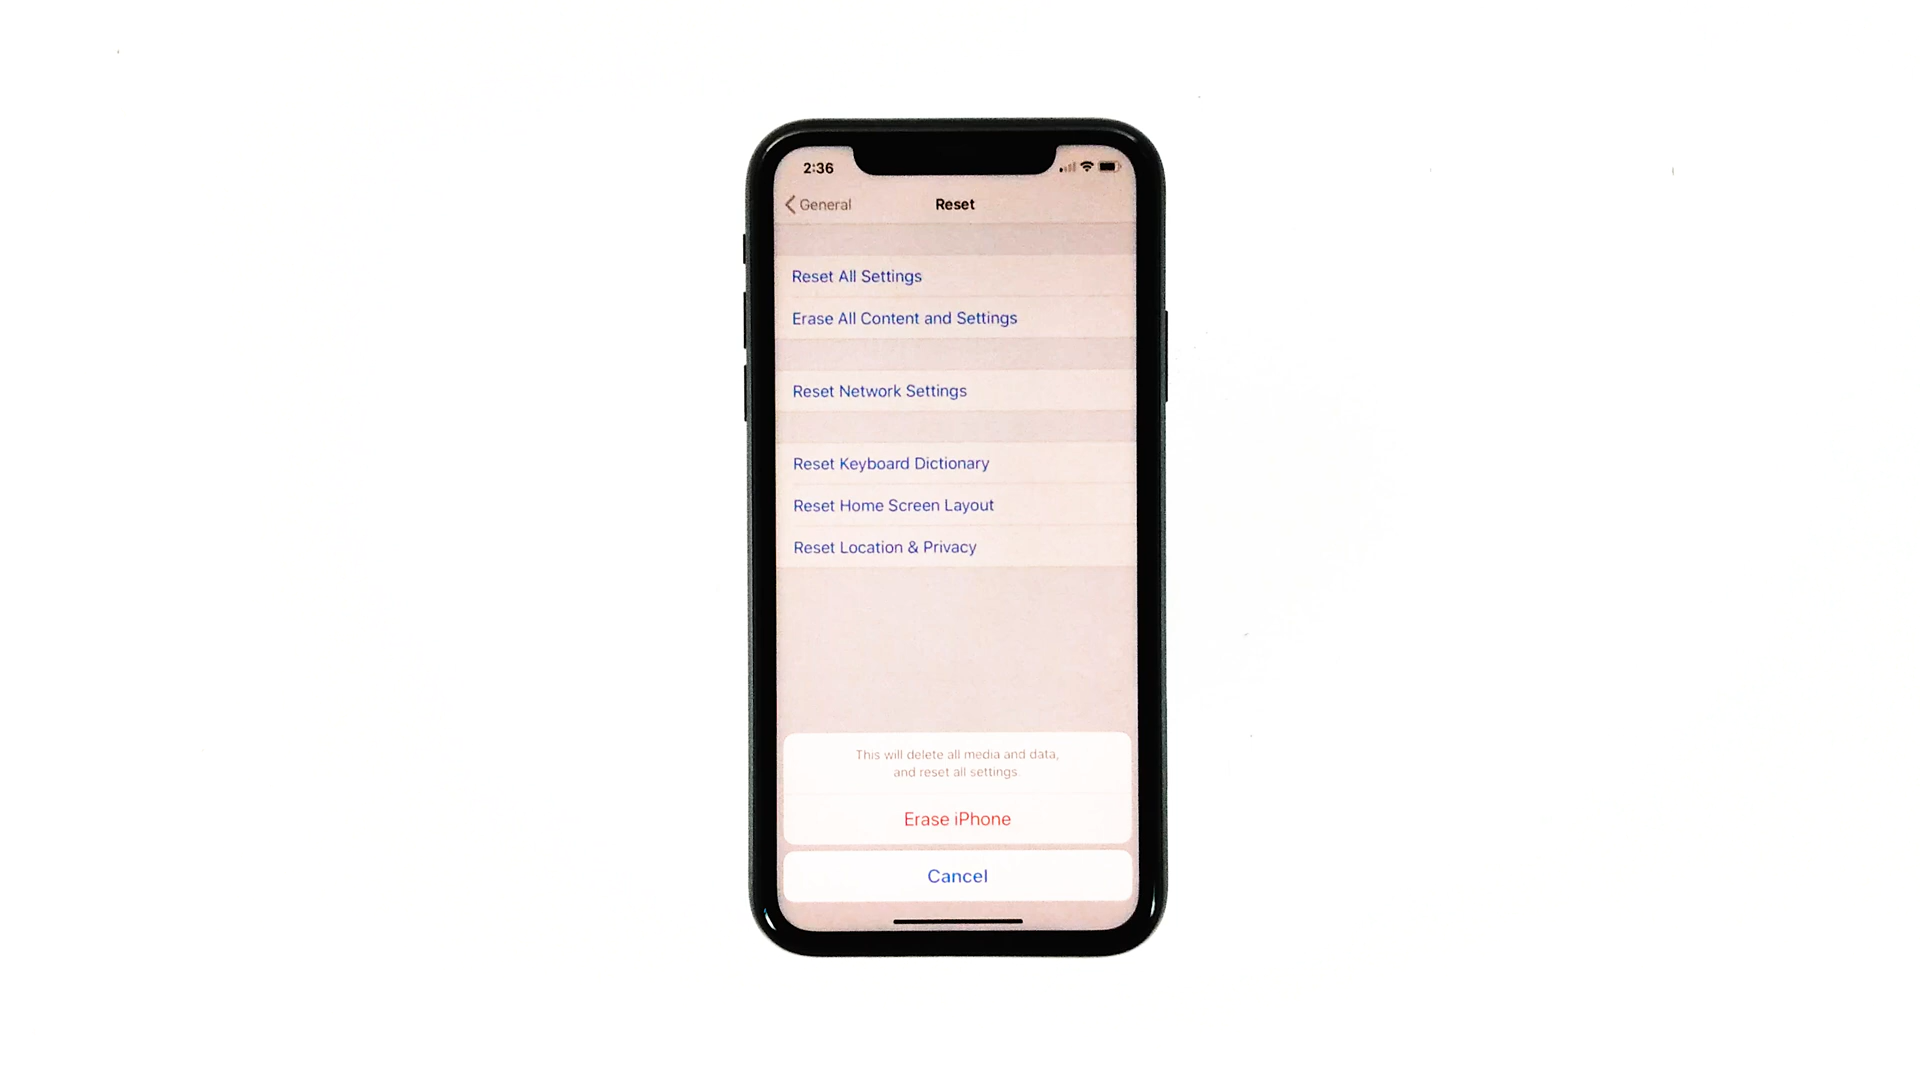 2:36
General
Reset
Reset All Settings
Erase All Content and Settings
Reset Network Settings
Reset Keyboard Dictionary
Reset Home Screen Layout
Reset Location & Privacy
This will delete all media and data,
and reset all settings
Erase iPhone
Cancel